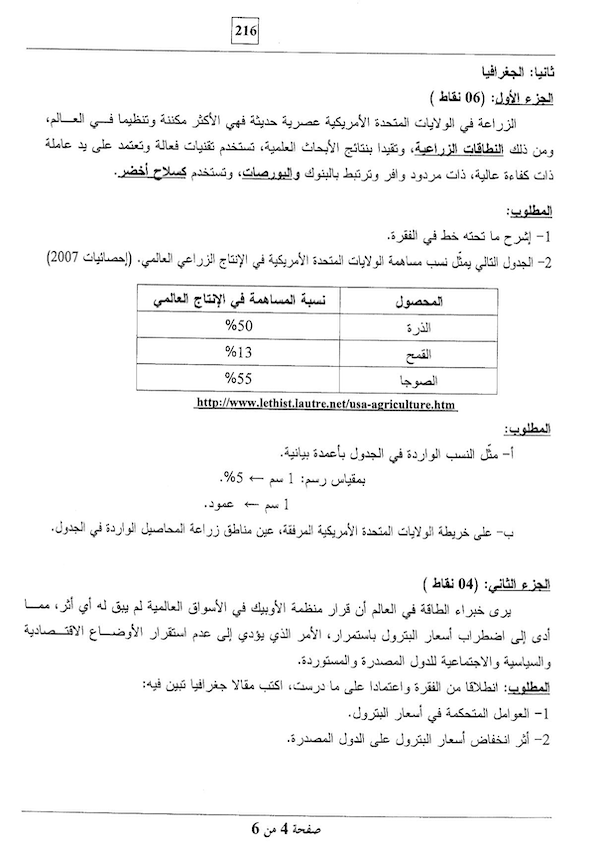 216
ثانيا: الجغرافيا
الجزء الأول: (06 نقاط )
الزراعة في الولايات المتحدة الأمريكية عصرية حديثة فهي الأكثر مكننة وتنظيما فــي العــالم،
ومن ذلك النطاقات الزراعية، وتقيدا بنتائج الأبحاث العلمية، تستخدم تقنيات فعالة وتعتمد على يد عاملة
ذات كفاءة عالية، ذات مردود وافر وترتبط بالبنوك والبورصات، وتستخدم كسلاح أخضر.
المطلوب:
1- إشرح ما تحته خط في الفقرة.
2- الجدول التالي يمثّل نسب مساهمة الولايات المتحدة الأمريكية في الإنتاج الزراعي العالمي. (إحصائيات 2007)
المحصول نسبة المساهمة في الإنتاج العالمي
الذرة 50%
القمح 13%
الصوجا 55%
http://www.lethist.lautre.net/usa-agriculture.htm
المطلوب:
أ- مثّل النسب الواردة في الجدول بأعمدة بيانية.
بمقياس رسم: 1 سم ← 5%.
1 سم ← عمود.
ب- على خريطة الولايات المتحدة الأمريكية المرفقة، عين مناطق زراعة المحاصيل الواردة في الجدول.
الجزء الثاني: (04 نقاط )
يرى خبراء الطاقة في العالم أن قرار منظمة الأوبيك في الأسواق العالمية لم يبق له أي أثر، ممــا
أدى إلى اضطراب أسعار البترول باستمرار، الأمر الذي يؤدي إلى عدم استقرار الأوضــاع الاقتــصادية
والسياسية والاجتماعية للدول المصدرة والمستوردة.
المطلوب: انطلاقا من الفقرة واعتمادا على ما درست، اكتب مقالا جغرافيا تبين فيه:
1- العوامل المتحكمة في أسعار البترول.
2- أثر انخفاض أسعار البترول على الدول المصدرة.
صفحة 4 من 6